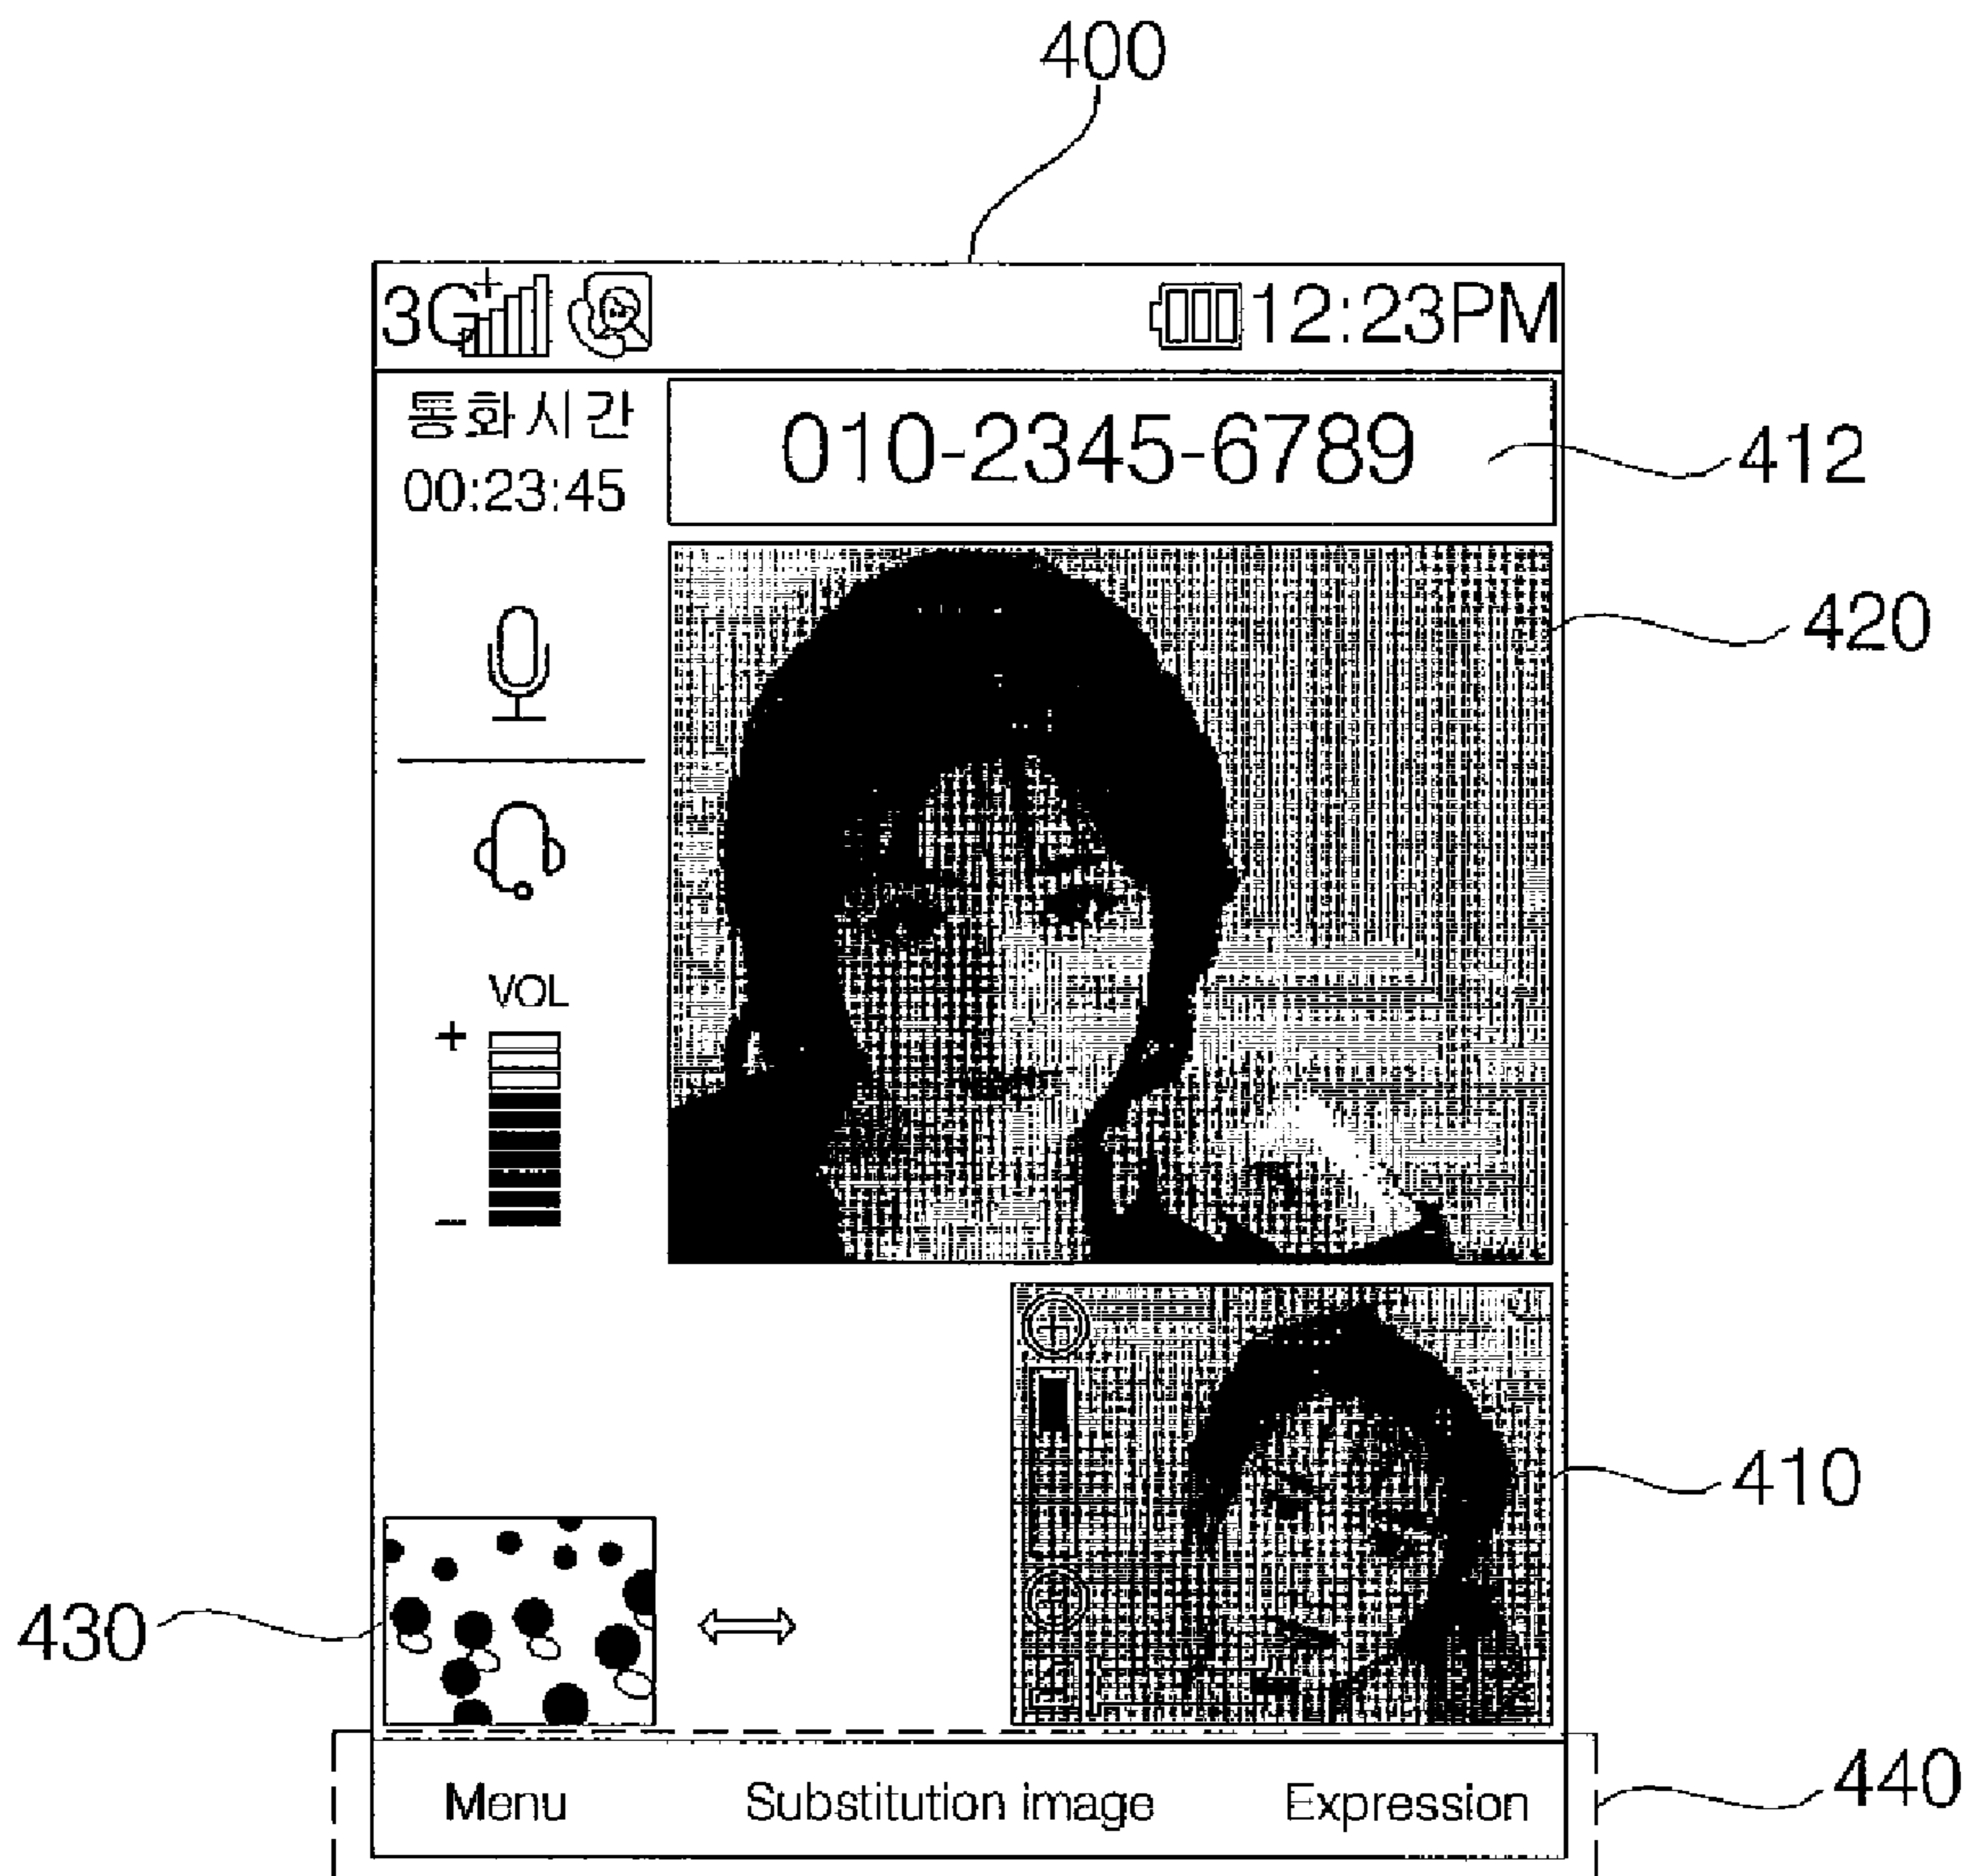 400
3G+ 12:23PM
통화시간
00:23:45
010-2345-6789
412
420
VOL
+
-
410
430
440
Menu Substitution image Expression